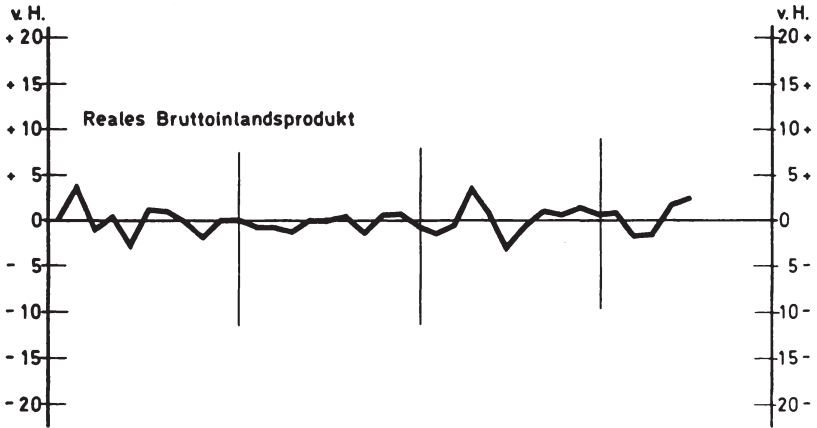 v. H. v. H.
+ 20 20 +
+ 15 15 +
+ 10 Reales Bruttoinlandsprodukt 10 +
+ 5 5 +
0 0
- 5 5 -
- 10 10 -
- 15 15 -
- 20 20 -